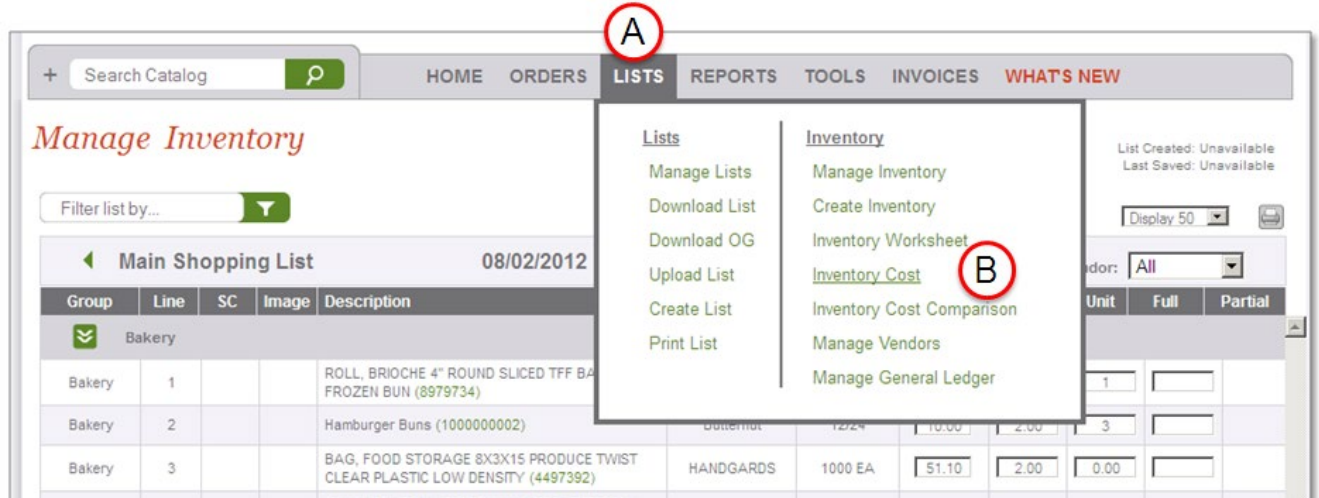 A
Search Catalog
HOME ORDERS LISTS REPORTS TOOLS INVOICES WHAT'S NEW
Manage Inventory
List Created: Unavailable
Last Saved: Unavailable
Lists
Manage Lists
Download List
Download OG
Upload List
Create List
Print List
Inventory
Manage Inventory
Create Inventory
Inventory Worksheet
Inventory Cost
B
Inventory Cost Comparison
Manage Vendors
Manage General Ledger
Filter list by...
Display 50
Main Shopping List 08/02/2012 All
Group Line SC Image Description Unit Full Partial
Bakery
Bakery 1 ROLL, BRIOCHE 4" ROUND SLICED TFF
FROZEN BUN (8979734) 1
Bakery 2 Hamburger Buns (1000000002) Butternut 12/24 10.00 2.00 3
Bakery 3 BAG, FOOD STORAGE 8X3X15 PRODUCE TWIST
CLEAR PLASTIC LOW DENSITY (4497392) HANDGARDS 1000 EA 51.10 2.00 0.00